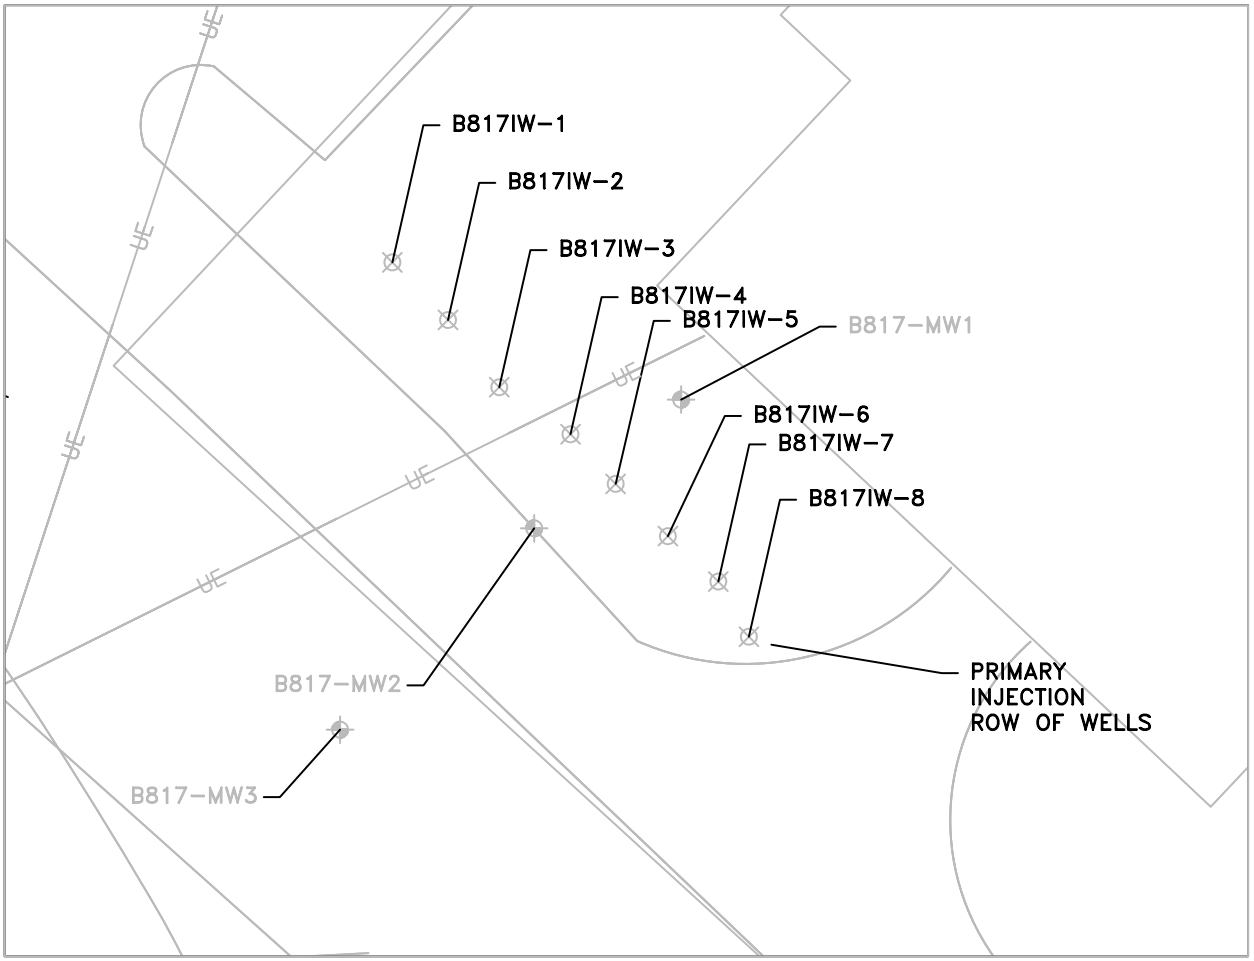 UE
B817IW-1
B817IW-2
UE
B817IW-3
B817IW-4
B817IW-5
B817-MW1
UE
B817IW-6
UE
B817IW-7
UE
B817IW-8
UE
PRIMARY
INJECTION
ROW OF WELLS
B817-MW2
B817-MW3